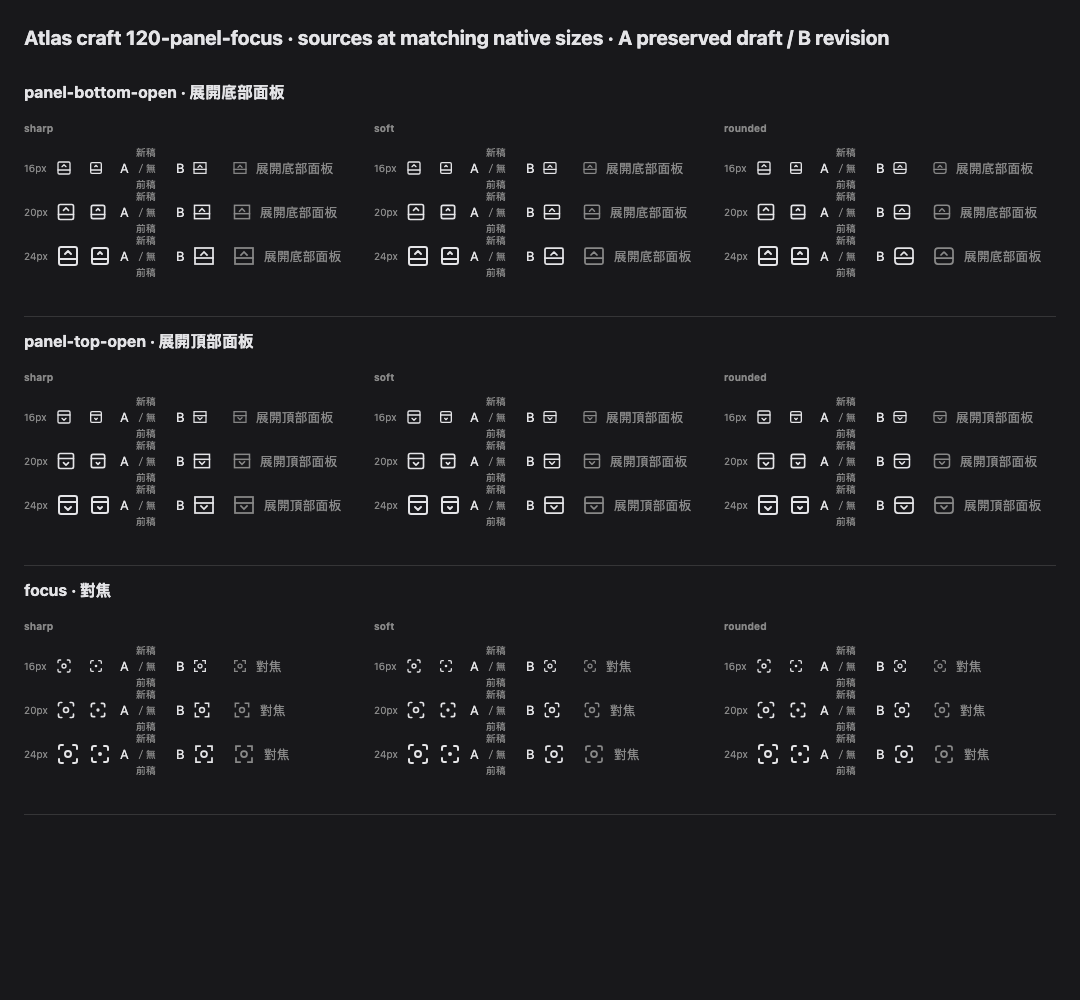 Atlas craft 120-panel-focus · sources at matching native sizes · A preserved draft / B revision
panel-bottom-open · 展開底部面板
sharp
16px A 新稿 / 無前稿 B 展開底部面板
20px A 新稿 / 無前稿 B 展開底部面板
24px A 新稿 / 無前稿 B 展開底部面板
soft
16px A 新稿 / 無前稿 B 展開底部面板
20px A 新稿 / 無前稿 B 展開底部面板
24px A 新稿 / 無前稿 B 展開底部面板
rounded
16px A 新稿 / 無前稿 B 展開底部面板
20px A 新稿 / 無前稿 B 展開底部面板
24px A 新稿 / 無前稿 B 展開底部面板
panel-top-open · 展開頂部面板
sharp
16px A 新稿 / 無前稿 B 展開頂部面板
20px A 新稿 / 無前稿 B 展開頂部面板
24px A 新稿 / 無前稿 B 展開頂部面板
soft
16px A 新稿 / 無前稿 B 展開頂部面板
20px A 新稿 / 無前稿 B 展開頂部面板
24px A 新稿 / 無前稿 B 展開頂部面板
rounded
16px A 新稿 / 無前稿 B 展開頂部面板
20px A 新稿 / 無前稿 B 展開頂部面板
24px A 新稿 / 無前稿 B 展開頂部面板
focus · 對焦
sharp
16px A 新稿 / 無前稿 B 對焦
20px A 新稿 / 無前稿 B 對焦
24px A 新稿 / 無前稿 B 對焦
soft
16px A 新稿 / 無前稿 B 對焦
20px A 新稿 / 無前稿 B 對焦
24px A 新稿 / 無前稿 B 對焦
rounded
16px A 新稿 / 無前稿 B 對焦
20px A 新稿 / 無前稿 B 對焦
24px A 新稿 / 無前稿 B 對焦